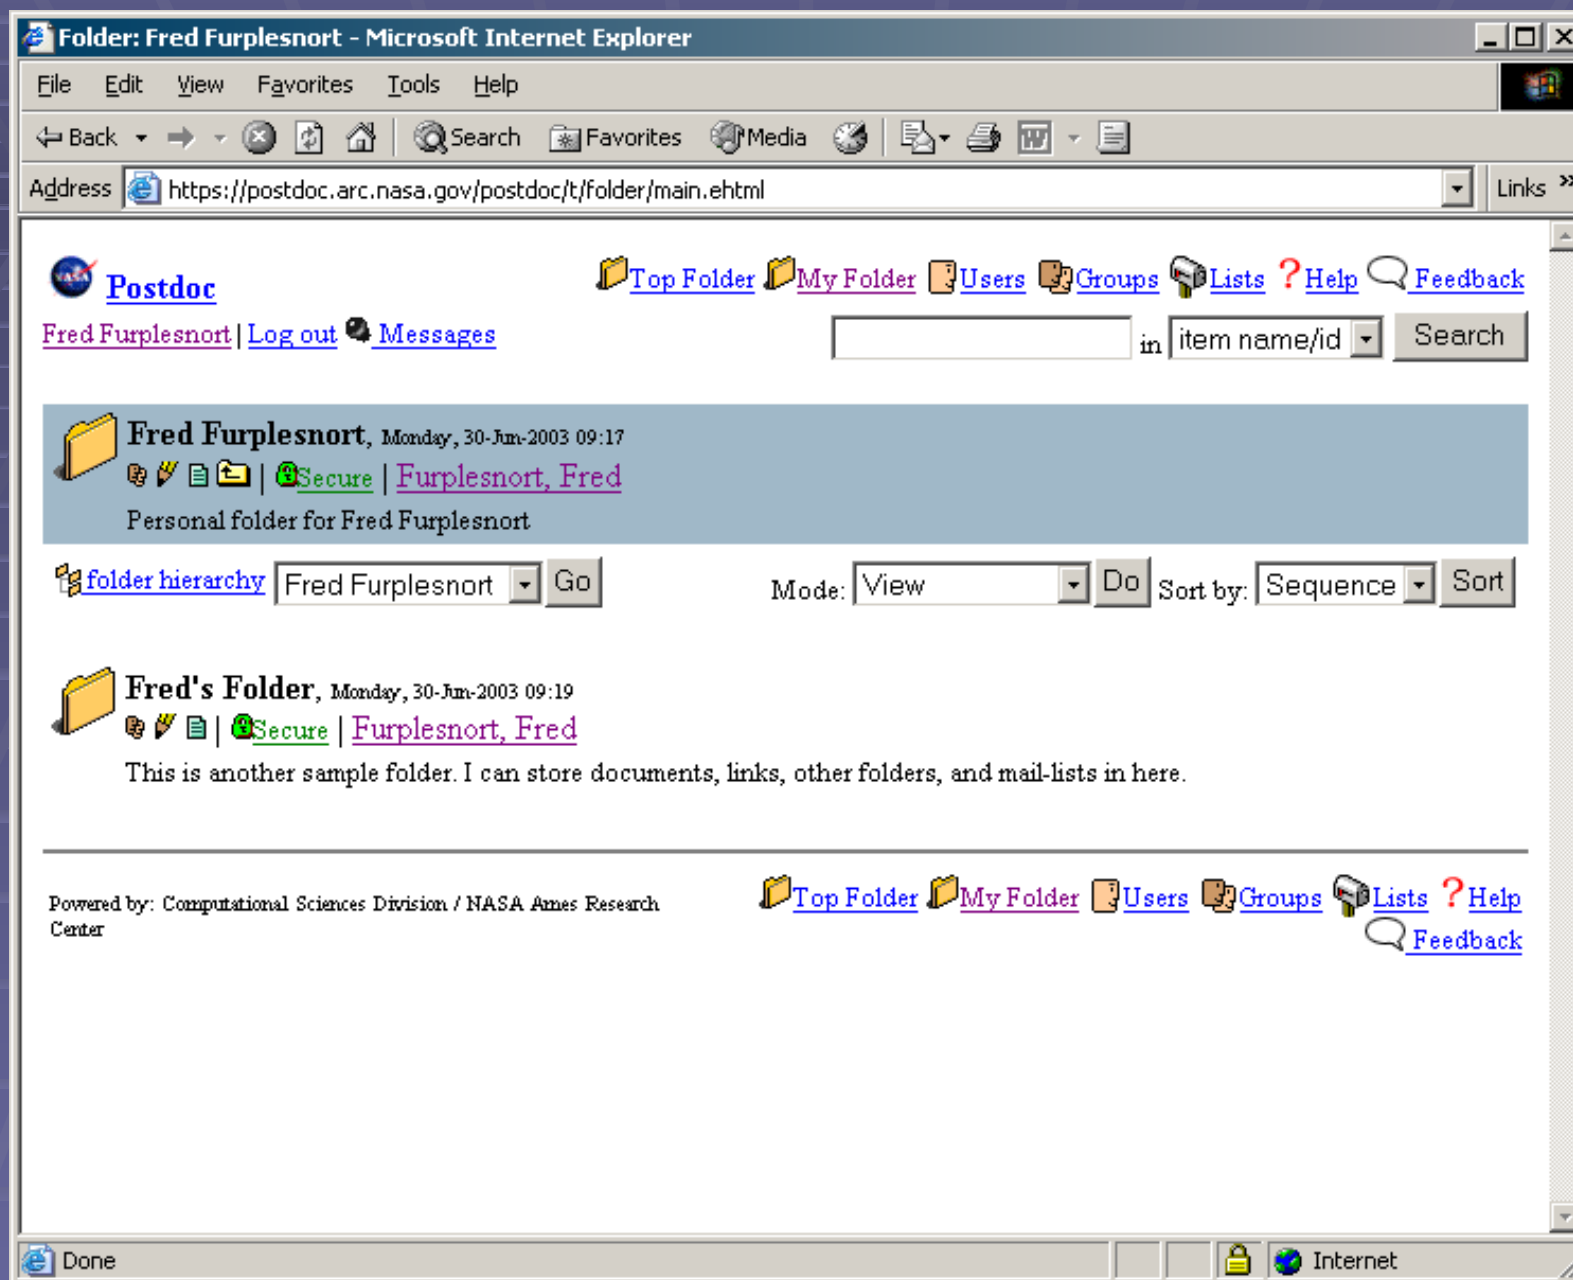 Folder: Fred Furplesnort - Microsoft Internet Explorer
File Edit View Favorites Tools Help
Back Search Favorites Media
Address https://postdoc.arc.nasa.gov/postdoc/t/folder/main.ehtml Links »
NASA Postdoc Top Folder My Folder Users Groups Lists ? Help Feedback
Fred Furplesnort | Log out Messages in item name/id Search
Fred Furplesnort, Monday, 30-Jun-2003 09:17
| Secure | Furplesnort, Fred
Personal folder for Fred Furplesnort
folder hierarchy Fred Furplesnort Go Mode: View Do Sort by: Sequence Sort
Fred's Folder, Monday, 30-Jun-2003 09:19
| Secure | Furplesnort, Fred
This is another sample folder. I can store documents, links, other folders, and mail-lists in here.
Powered by: Computational Sciences Division / NASA Ames Research
Center
Top Folder My Folder Users Groups Lists ? Help
Feedback
Done Internet